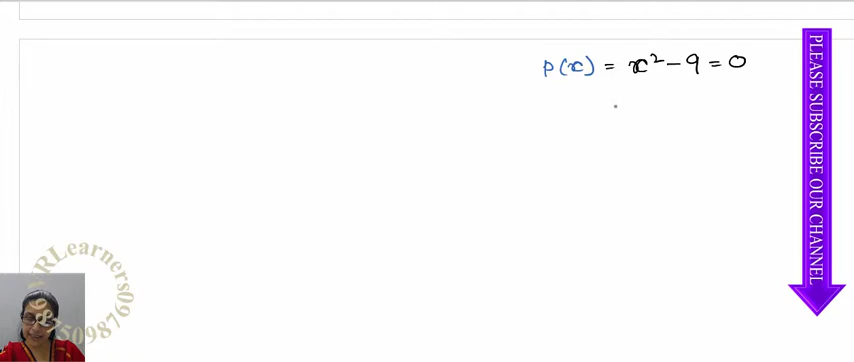 p(x) = x² - 9 = 0
PLEASE SUBSCRIBE OUR CHANNEL